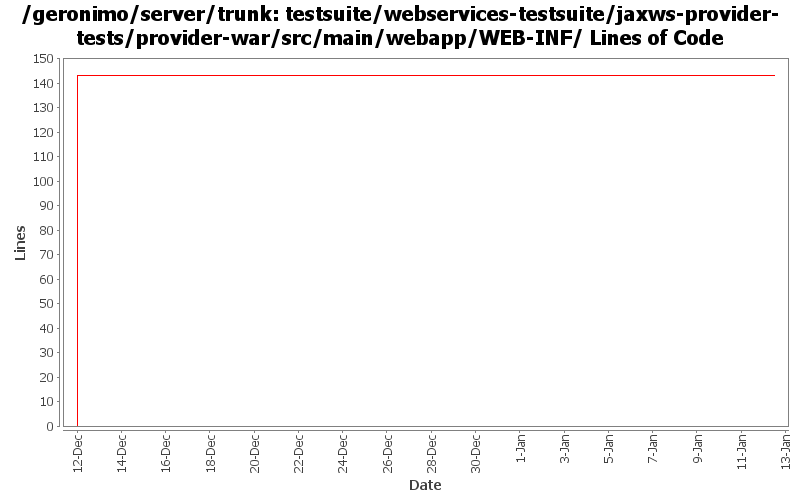 /geronimo/server/trunk: testsuite/webservices-testsuite/jaxws-provider-
tests/provider-war/src/main/webapp/WEB-INF/ Lines of Code
150
140
130
120
110
100
90
80
70
60
50
40
30
20
10
0
Lines
12-Dec
14-Dec
16-Dec
18-Dec
20-Dec
22-Dec
24-Dec
26-Dec
28-Dec
30-Dec
1-Jan
3-Jan
5-Jan
7-Jan
9-Jan
11-Jan
13-Jan
Date